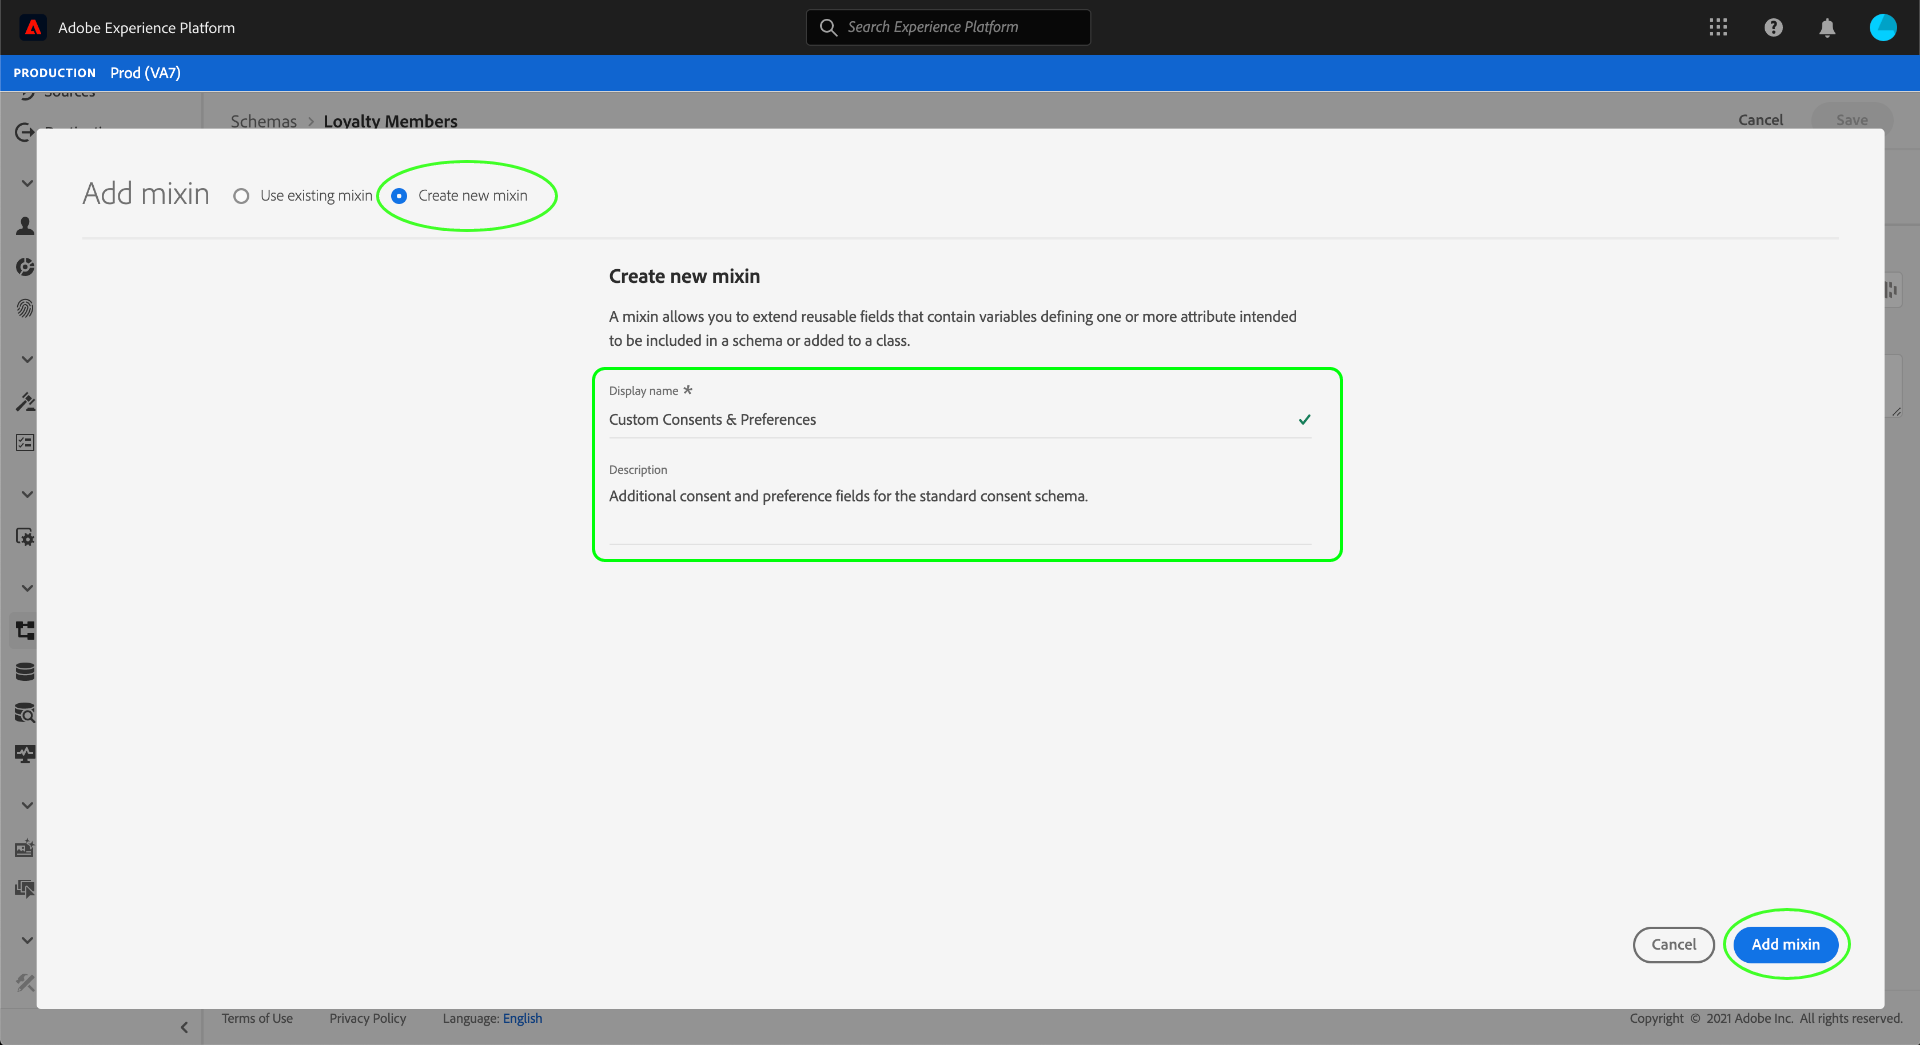 Adobe Experience Platform
Search Experience Platform
PRODUCTION Prod (VA7)
Sources
Schemas > Loyalty Members
Cancel
Save
Add mixin
Use existing mixin
Create new mixin
Create new mixin
A mixin allows you to extend reusable fields that contain variables defining one or more attribute intended
to be included in a schema or added to a class.
Display name *
Custom Consents & Preferences
Description
Additional consent and preference fields for the standard consent schema.
Cancel
Add mixin
Terms of Use
Privacy Policy
Language: English
Copyright © 2021 Adobe Inc. All rights reserved.